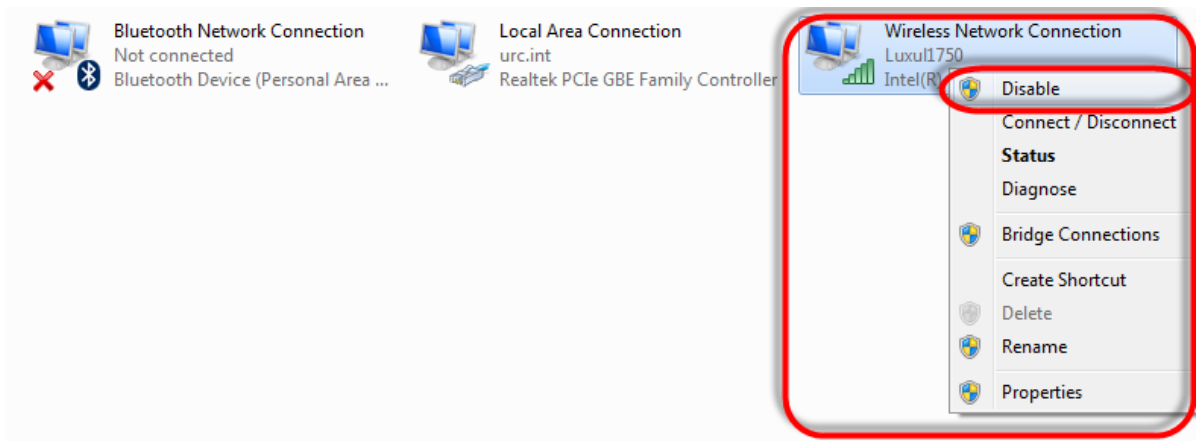 Bluetooth Network Connection
Not connected
Bluetooth Device (Personal Area ...
Local Area Connection
urc.int
Realtek PCIe GBE Family Controller
Wireless Network Connection
Luxul1750
Intel(R)
Disable
Connect / Disconnect
Status
Diagnose
Bridge Connections
Create Shortcut
Delete
Rename
Properties